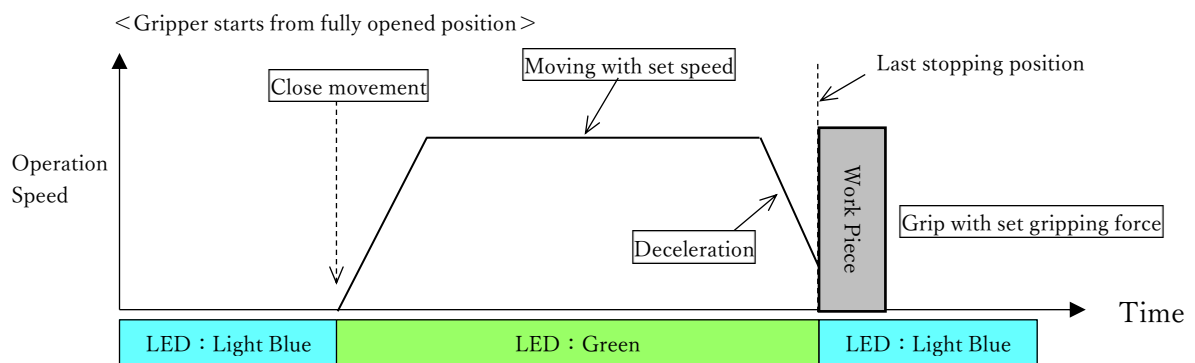 <Gripper starts from fully opened position>
Moving with set speed
Last stopping position
Close movement
Operation
Speed
Work Piece
Grip with set gripping force
Deceleration
Time
LED:Light Blue
LED:Green
LED:Light Blue